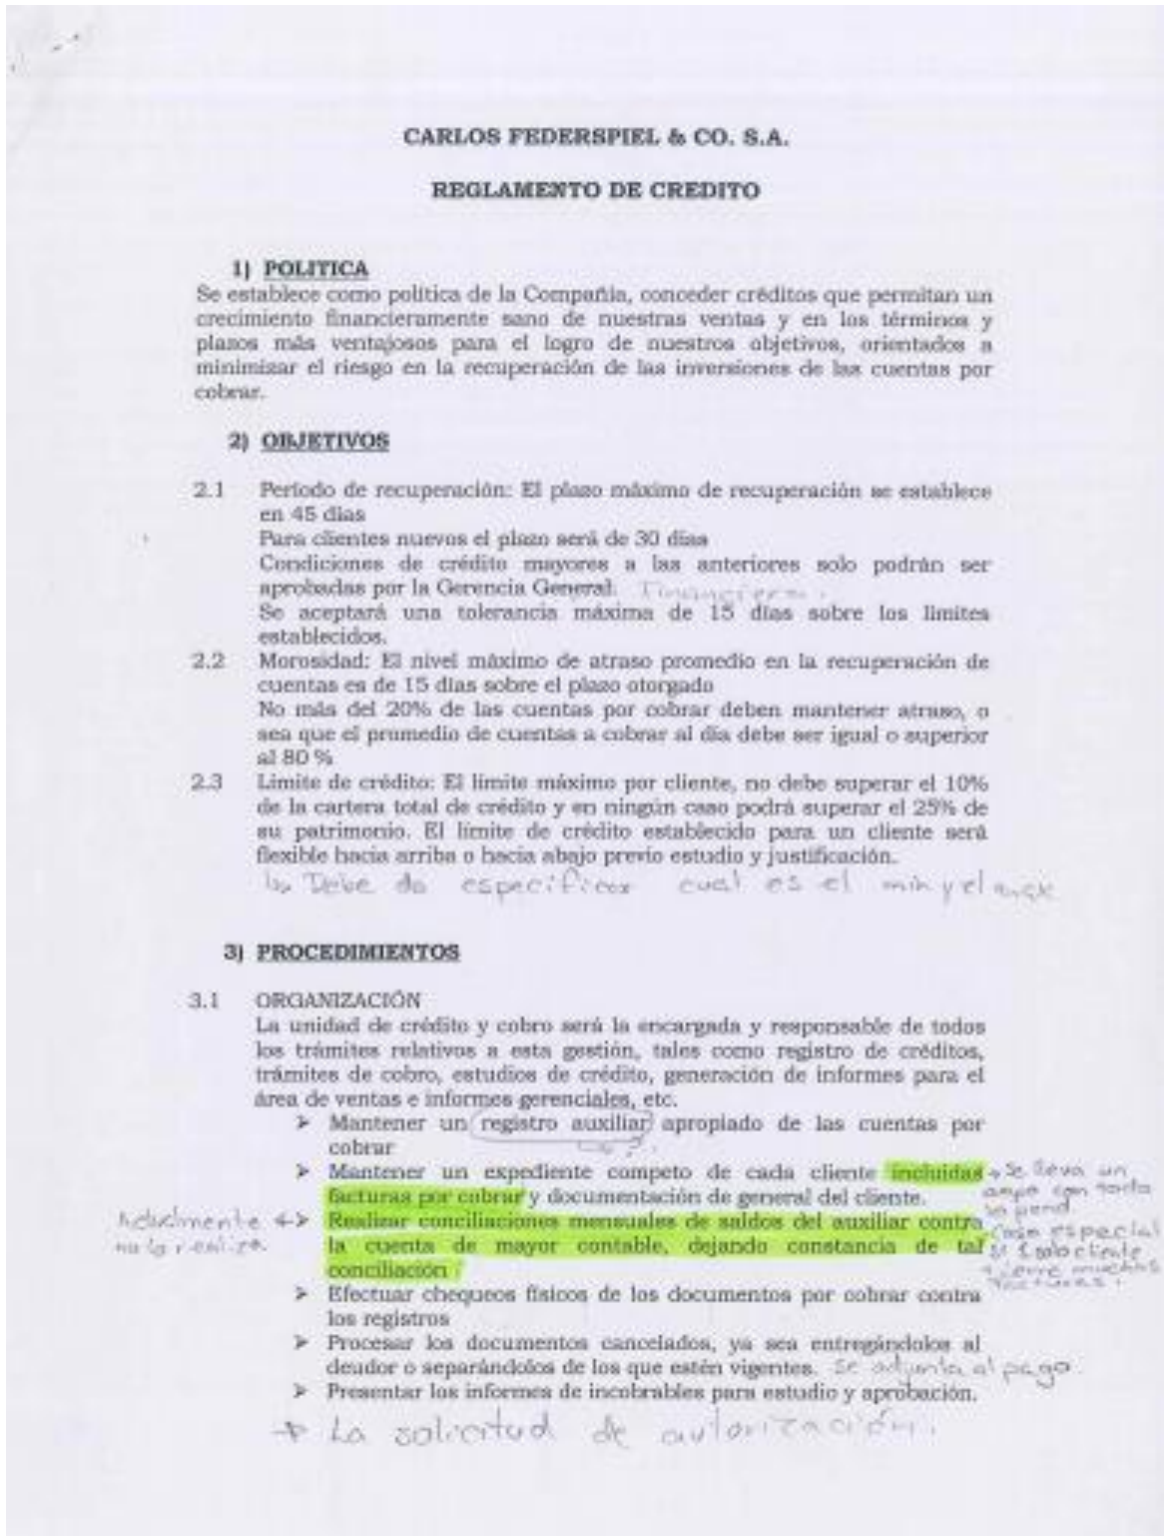 CARLOS FEDERSPIEL & CO. S.A.
REGLAMENTO DE CREDITO
1) POLITICA
Se establece como política de la Compañía, conceder créditos que permitan un
crecimiento financieramente sano de nuestras ventas y en los términos y
plazos más ventajosos para el logro de nuestros objetivos, orientados a
minimizar el riesgo en la recuperación de las inversiones de las cuentas por
cobrar.
2) OBJETIVOS
2.1 Período de recuperación: El plazo máximo de recuperación se establece
en 45 días
Para clientes nuevos el plazo será de 30 días
Condiciones de crédito mayores a las anteriores solo podrán ser
aprobadas por la Gerencia General. Financiera.
Se aceptará una tolerancia máxima de 15 días sobre los limites
establecidos.
2.2 Morosidad: El nivel máximo de atraso promedio en la recuperación de
cuentas es de 15 días sobre el plazo otorgado
No más del 20% de las cuentas por cobrar deben mantener atraso, o
sea que el promedio de cuentas a cobrar al día debe ser igual o superior
al 80 %
2.3 Limite de crédito: El límite máximo por cliente, no debe superar el 10%
de la cartera total de crédito y en ningún caso podrá superar el 25% de
su patrimonio. El límite de crédito establecido para un cliente será
flexible hacia arriba o hacia abajo previo estudio y justificación.
Debe de especificar cual es el min y el max
3) PROCEDIMIENTOS
3.1 ORGANIZACIÓN
La unidad de crédito y cobro será la encargada y responsable de todos
los trámites relativos a esta gestión, tales como registro de créditos,
trámites de cobro, estudios de crédito, generación de informes para el
área de ventas e informes gerenciales, etc.
➤ Mantener un registro auxiliar apropiado de las cuentas por
cobrar
➤ Mantener un expediente competo de cada cliente incluidas
facturas por cobrar y documentación de general del cliente.
→ Se lleva un
ampo con todo
lo pend.
➤ Realizar conciliaciones mensuales de saldos del auxiliar contra
la cuenta de mayor contable, dejando constancia de tal
conciliación
Actualmente
no la realiza
Caso especial
si 1 solo cliente
tiene muchas
facturas.
➤ Efectuar chequeos físicos de los documentos por cobrar contra
los registros
➤ Procesar los documentos cancelados, ya sea entregándolos al
deudor o separándolos de los que estén vigentes. Se adjunta al pago.
➤ Presentar los informes de incobrables para estudio y aprobación.
→ La solicitud de autorización.